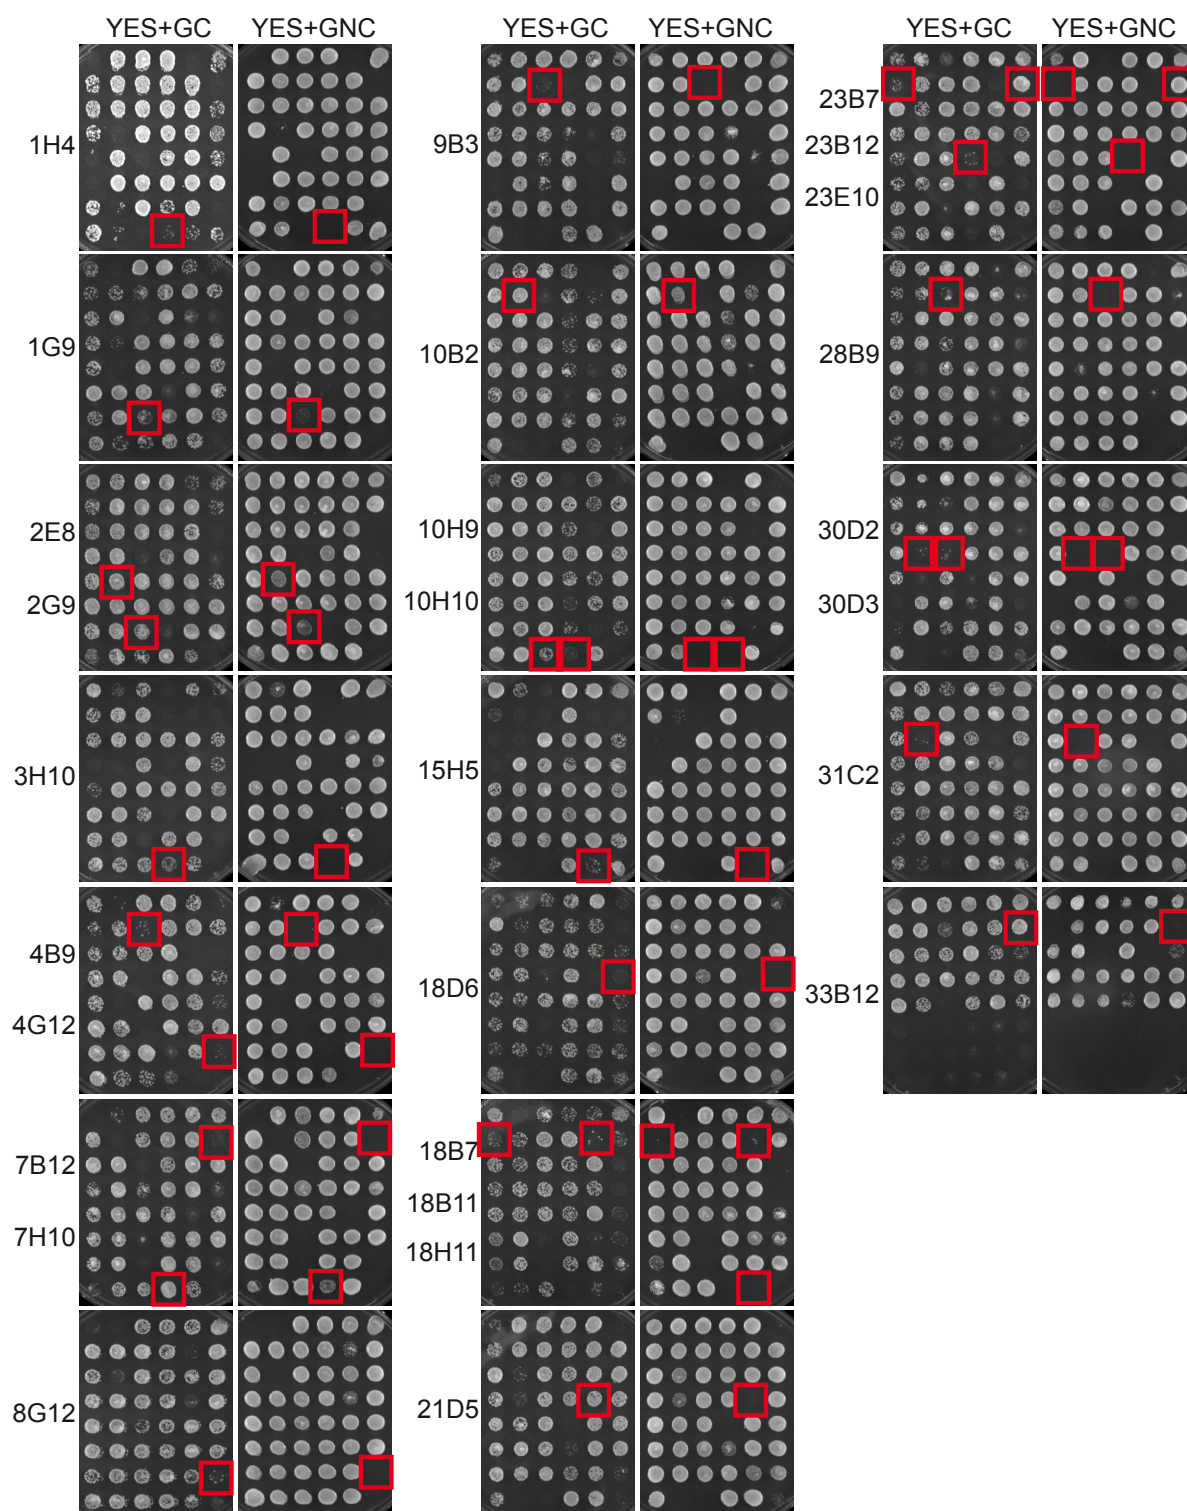 YES+GC YES+GNC
1H4
1G9
2E8
2G9
3H10
4B9
4G12
7B12
7H10
8G12
YES+GC YES+GNC
9B3
10B2
10H9
10H10
15H5
18D6
18B7
18B11
18H11
21D5
YES+GC YES+GNC
23B7
23B12
23E10
28B9
30D2
30D3
31C2
33B12